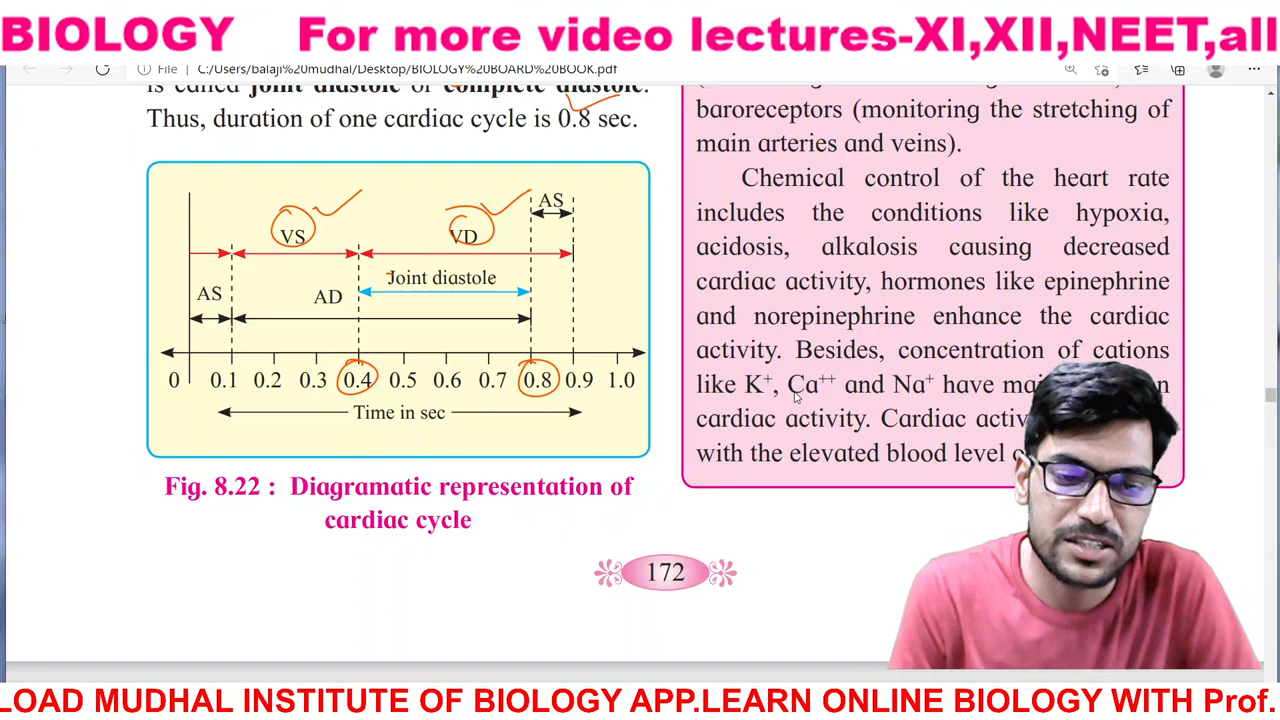 BIOLOGY For more video lectures-XI,XII,NEET,all
File C:/Users/balaji%20mudhal/Desktop/BIOLOGY%20BOARD%20BOOK.pdf
is called joint diastole or complete diastole.
Thus, duration of one cardiac cycle is 0.8 sec.
AS
VS VD
Joint diastole
AS AD
0 0.1 0.2 0.3 0.4 0.5 0.6 0.7 0.8 0.9 1.0
Time in sec
Fig. 8.22 : Diagramatic representation of
cardiac cycle
baroreceptors (monitoring the stretching of
main arteries and veins).
Chemical control of the heart rate
includes the conditions like hypoxia,
acidosis, alkalosis causing decreased
cardiac activity, hormones like epinephrine
and norepinephrine enhance the cardiac
activity. Besides, concentration of cations
like K⁺, Ca⁺⁺ and Na⁺ have
cardiac activity. Cardiac
with the elevated blood level
172
LOAD MUDHAL INSTITUTE OF BIOLOGY APP.LEARN ONLINE BIOLOGY WITH Prof.